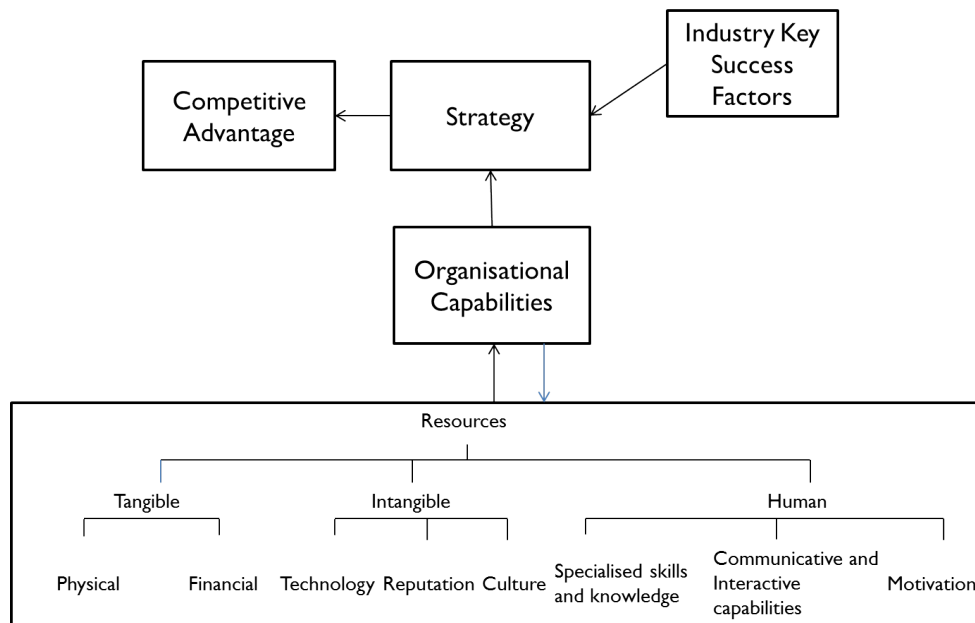 Industry Key
Success
Factors
Competitive
Advantage
Strategy
Organisational
Capabilities
Resources
Tangible
Intangible
Human
Physical
Financial
Technology
Reputation
Culture
Specialised skills
and knowledge
Communicative and
Interactive
capabilities
Motivation